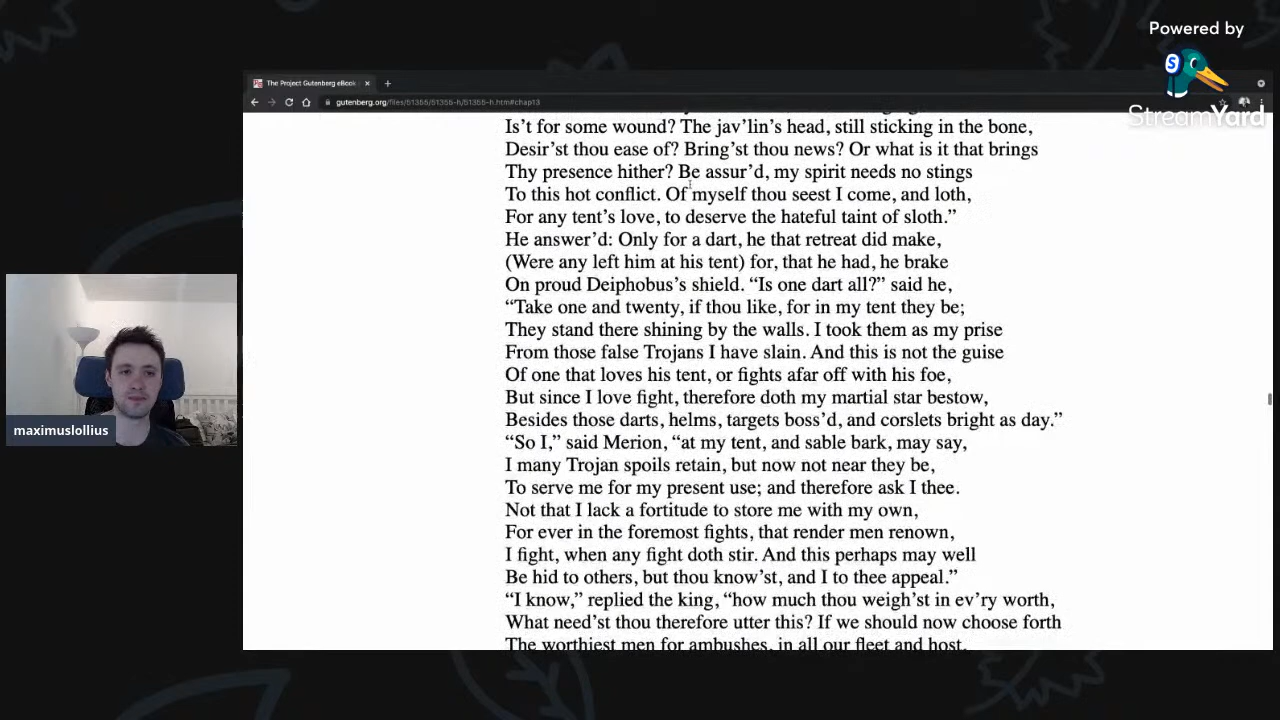 Powered by
S
StreamYard
The Project Gutenberg eBook
gutenberg.org/files/51355/51355-h/51355-h.htm#chap13
Is't for some wound? The jav'lin's head, still sticking in the bone,
Desir'st thou ease of? Bring'st thou news? Or what is it that brings
Thy presence hither? Be assur'd, my spirit needs no stings
To this hot conflict. Of myself thou seest I come, and loth,
For any tent's love, to deserve the hateful taint of sloth.”
He answer'd: Only for a dart, he that retreat did make,
(Were any left him at his tent) for, that he had, he brake
On proud Deiphobus's shield. “Is one dart all?” said he,
“Take one and twenty, if thou like, for in my tent they be;
They stand there shining by the walls. I took them as my prise
From those false Trojans I have slain. And this is not the guise
Of one that loves his tent, or fights afar off with his foe,
But since I love fight, therefore doth my martial star bestow,
Besides those darts, helms, targets boss'd, and corslets bright as day.”
“So I,” said Merion, “at my tent, and sable bark, may say,
I many Trojan spoils retain, but now not near they be,
To serve me for my present use; and therefore ask I thee.
Not that I lack a fortitude to store me with my own,
For ever in the foremost fights, that render men renown,
I fight, when any fight doth stir. And this perhaps may well
Be hid to others, but thou know'st, and I to thee appeal.”
“I know,” replied the king, “how much thou weigh'st in ev'ry worth,
What need'st thou therefore utter this? If we should now choose forth
The worthiest men for ambushes, in all our fleet and host,
maximuslollius